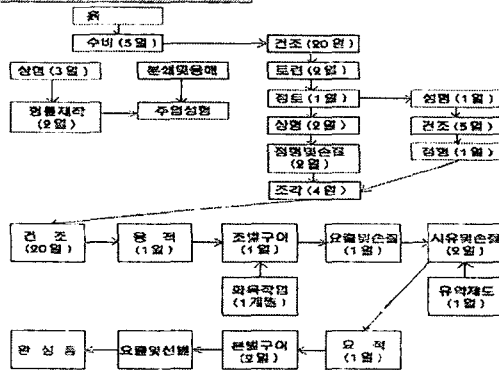 흙
수비 (5일)
건조 (20일)
상형 (3일)
분쇄및용해
토련 (2일)
형틀제작
(2일)
주입성형
점토 (1일)
성형 (1일)
상형 (2일)
건조 (5일)
정형및손질
(2일)
정형 (1일)
조각 (4일)
건 조
(20일)
용 적
(1일)
초벌구이
(1일)
요출및손질
(1일)
시유및손질
(2일)
화목작업
(1개월)
유약제도
(1일)
완 성 품
요출및선별
본벌구이
(2일)
요 적
(1일)